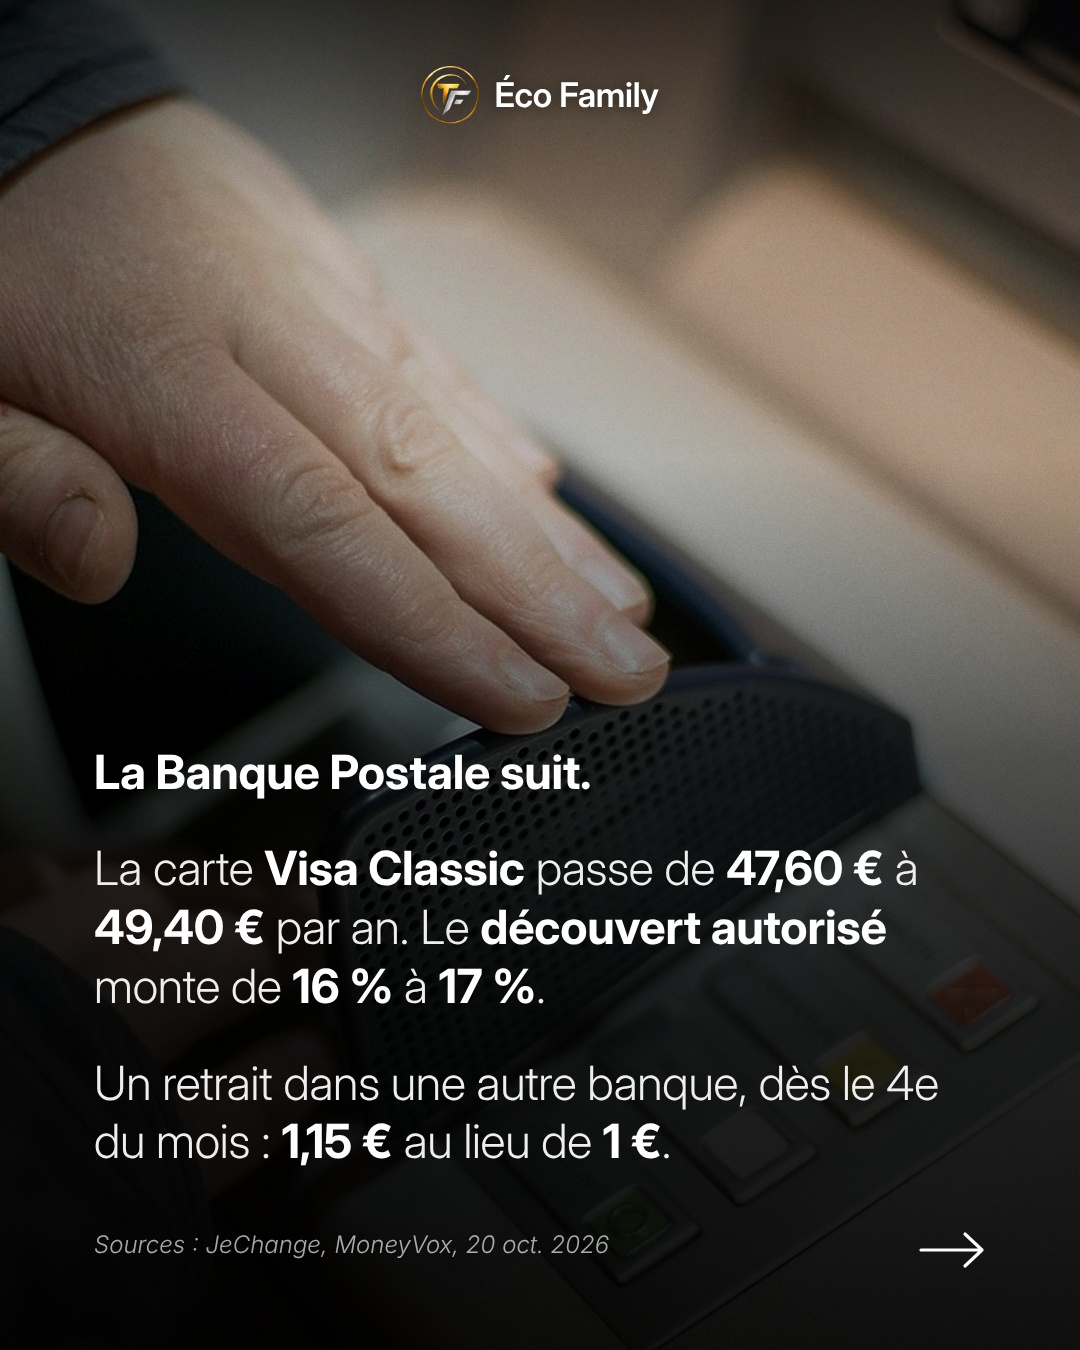 Éco Family
La Banque Postale suit.
La carte Visa Classic passe de 47,60 € à
49,40 € par an. Le découvert autorisé
monte de 16 % à 17 %.
Un retrait dans une autre banque, dès le 4e
du mois : 1,15 € au lieu de 1 €.
Sources : JeChange, MoneyVox, 20 oct. 2026